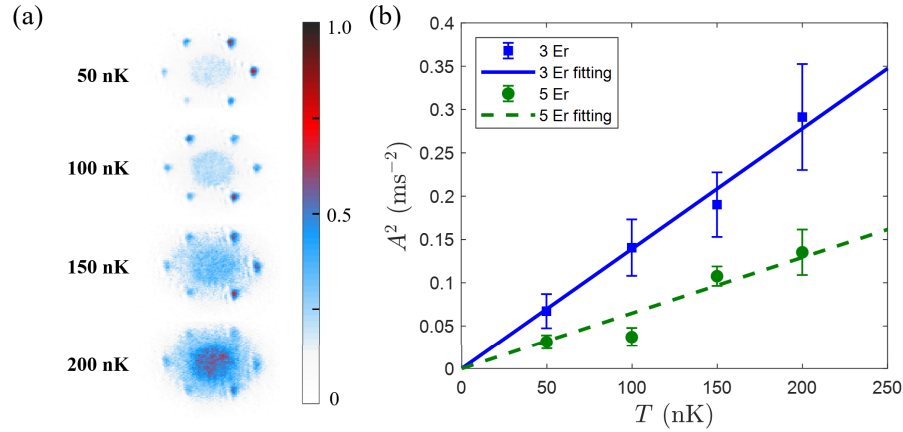 (a)
50 nK
100 nK
150 nK
200 nK
1.0
0.5
0
(b)
0.4
0.35
0.3
0.25
0.2
0.15
0.1
0.05
0
A² (ms⁻²)
3 Er
3 Er fitting
5 Er
5 Er fitting
0 50 100 150 200 250
T (nK)